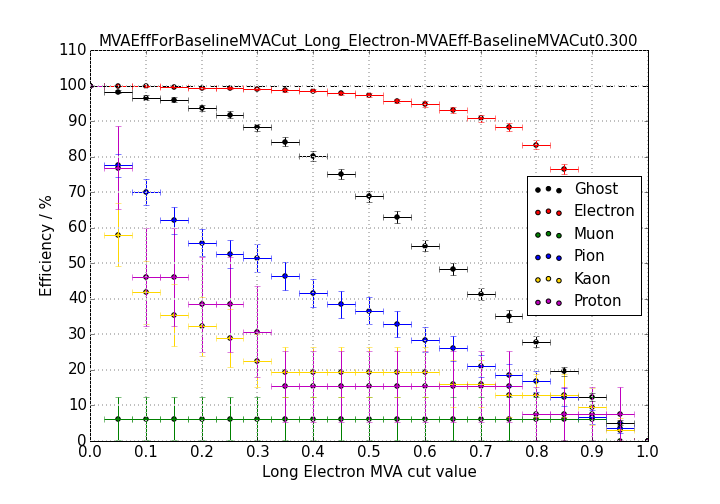 MVAEffForBaselineMVACut_Long_Electron-MVAEff-BaselineMVACut0.300
110
100
90
80
70
60
50
40
30
20
10
0
Efficiency / %
Ghost
Electron
Muon
Pion
Kaon
Proton
0.0 0.1 0.2 0.3 0.4 0.5 0.6 0.7 0.8 0.9 1.0
Long Electron MVA cut value